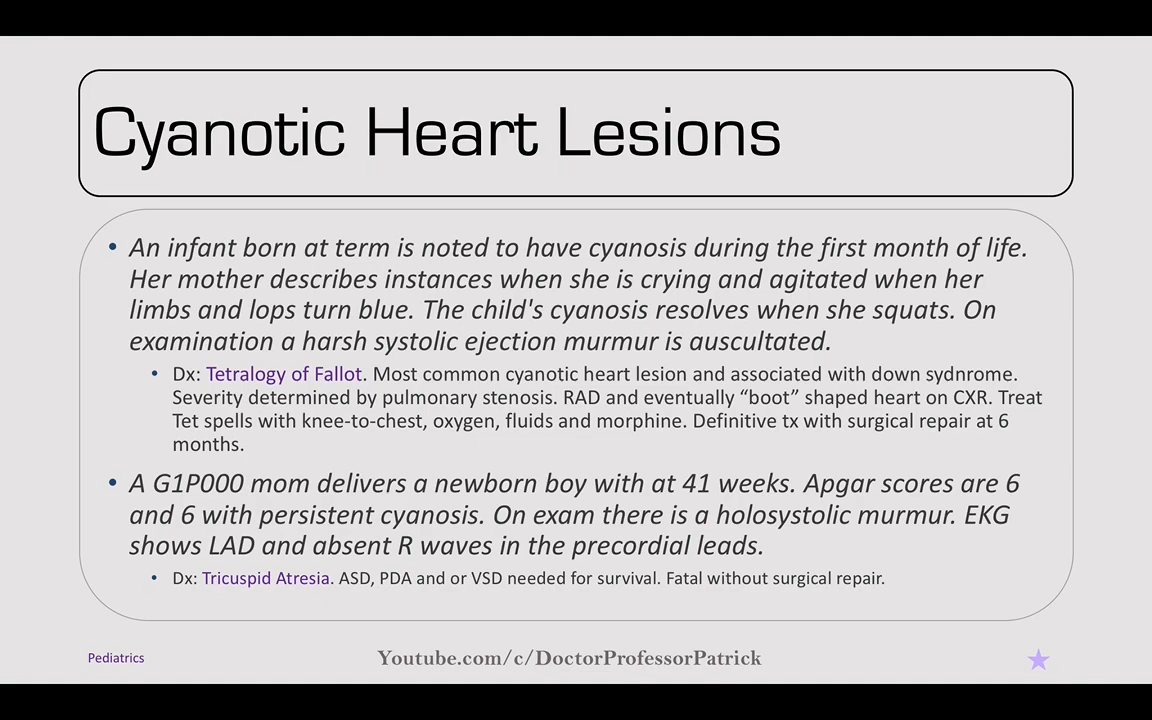 Cyanotic Heart Lesions
• An infant born at term is noted to have cyanosis during the first month of life.
Her mother describes instances when she is crying and agitated when her
limbs and lops turn blue. The child's cyanosis resolves when she squats. On
examination a harsh systolic ejection murmur is auscultated.
• Dx: Tetralogy of Fallot. Most common cyanotic heart lesion and associated with down sydnrome.
Severity determined by pulmonary stenosis. RAD and eventually “boot” shaped heart on CXR. Treat
Tet spells with knee-to-chest, oxygen, fluids and morphine. Definitive tx with surgical repair at 6
months.
• A G1P000 mom delivers a newborn boy with at 41 weeks. Apgar scores are 6
and 6 with persistent cyanosis. On exam there is a holosystolic murmur. EKG
shows LAD and absent R waves in the precordial leads.
• Dx: Tricuspid Atresia. ASD, PDA and or VSD needed for survival. Fatal without surgical repair.
Pediatrics
Youtube.com/c/DoctorProfessorPatrick